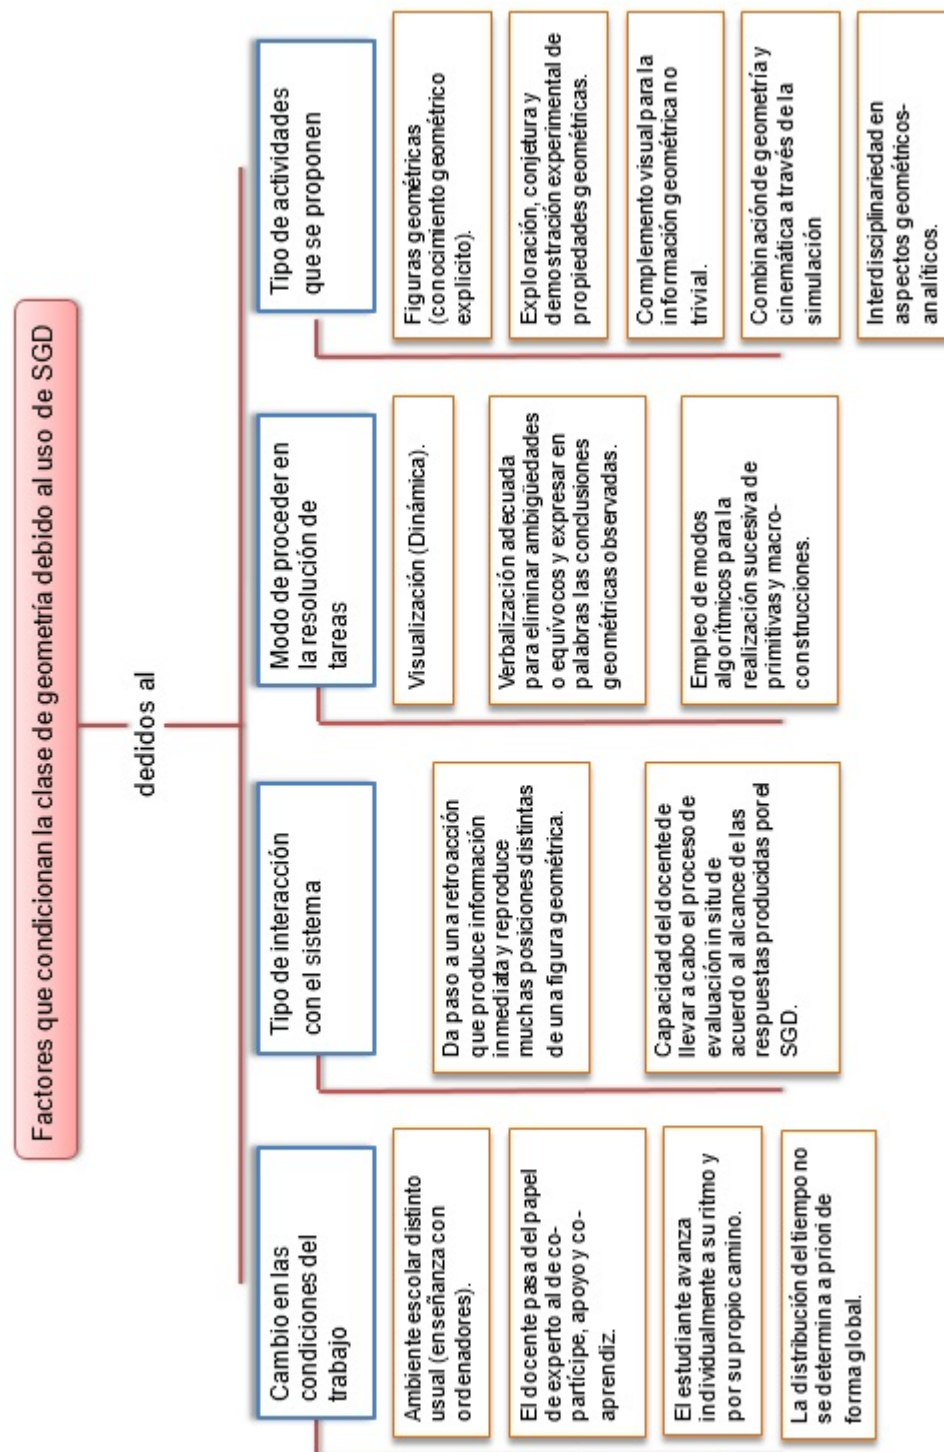 Factores que condicionan la clase de geometría debido al uso de SGD
dedidos al
Cambio en las
condiciones del
trabajo
Ambiente escolar distinto
usual (enseñanza con
ordenadores).
El docente pasa del papel
de experto al de co-
partícipe, apoyo y co-
aprendiz.
El estudiante avanza
individualmente a su ritmo y
por su propio camino.
La distribución del tiempo no
se determina a priori de
forma global.
Tipo de interacción
con el sistema
Da paso a una retroacción
que produce información
inmediata y reproduce
muchas posiciones distintas
de una figura geométrica.
Capacidad del docente de
llevar a cabo el proceso de
evaluación in situ de
acuerdo al alcance de las
respuestas producidas por el
SGD.
Modo de proceder en
la resolución de
tareas
Visualización (Dinámica).
Verbalización adecuada
para eliminar ambigüedades
o equívocos y expresar en
palabras las conclusiones
geométricas observadas.
Empleo de modos
algorítmicos para la
realización sucesiva de
primitivas y macro-
construcciones.
Tipo de actividades
que se proponen
Figuras geométricas
(conocimiento geométrico
explicito).
Exploración, conjetura y
demostración experimental de
propiedades geométricas.
Complemento visual para la
información geométrica no
trivial.
Combinación de geometría y
cinemática a través de la
simulación
Interdisciplinariedad en
aspectos geométricos-
analíticos.